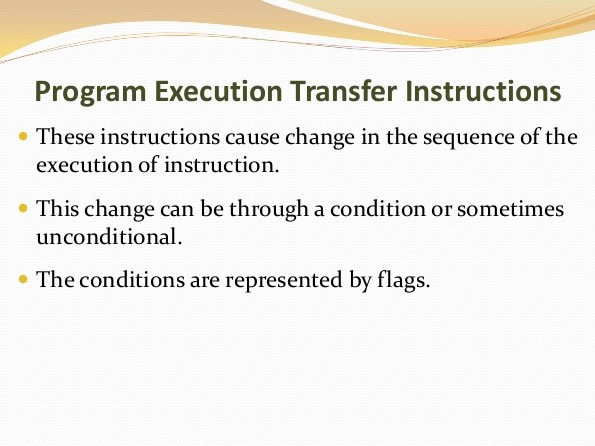 Program Execution Transfer Instructions
• These instructions cause change in the sequence of the
execution of instruction.
• This change can be through a condition or sometimes
unconditional.
• The conditions are represented by flags.